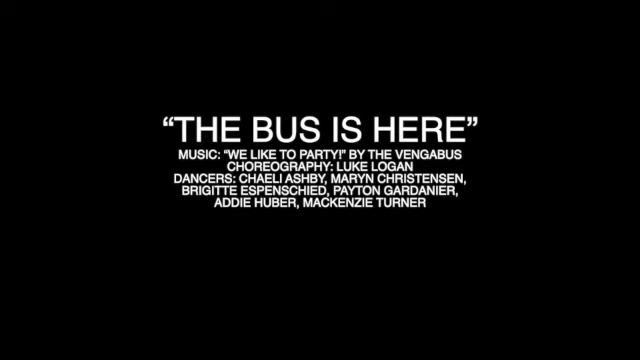 “THE BUS IS HERE”
MUSIC: “WE LIKE TO PARTY!” BY THE VENGABUS
CHOREOGRAPHY: LUKE LOGAN
DANCERS: CHAELI ASHBY, MARYN CHRISTENSEN,
BRIGITTE ESPENSCHIED, PAYTON GARDANIER,
ADDIE HUBER, MACKENZIE TURNER